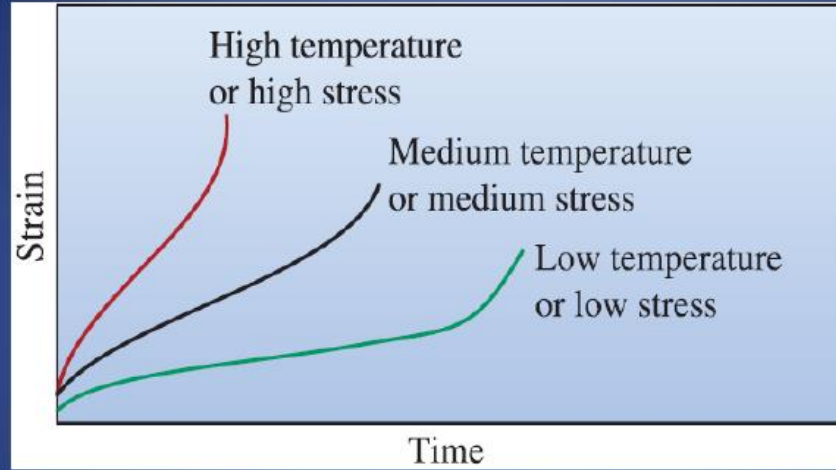 High temperature
or high stress
Medium temperature
or medium stress
Low temperature
or low stress
Strain
Time